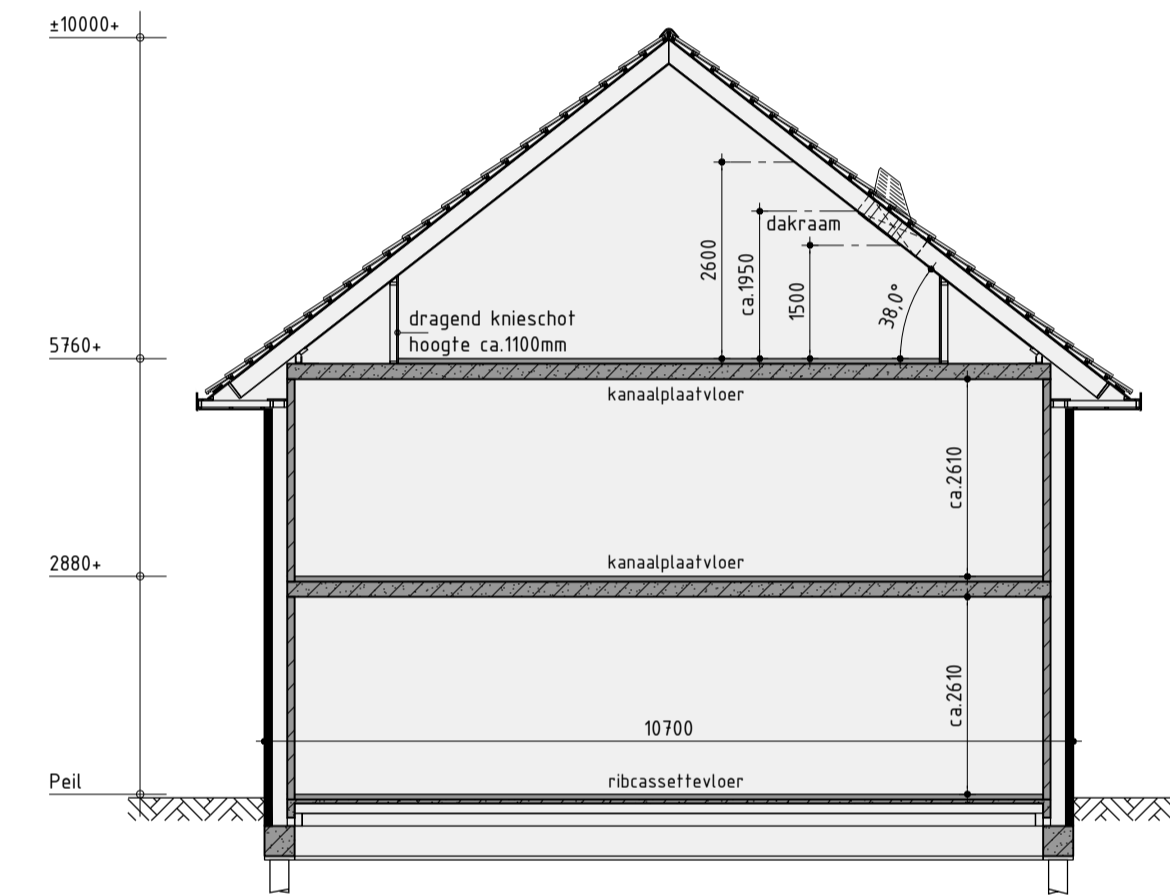 ±10000+
2600
ca.1950
dakraam
1500
38,0°
dragend knieschot
hoogte ca.1100mm
5760+
kanaalplaatvloer
ca.2610
2880+
kanaalplaatvloer
ca.2610
10700
Peil
ribcassettevloer